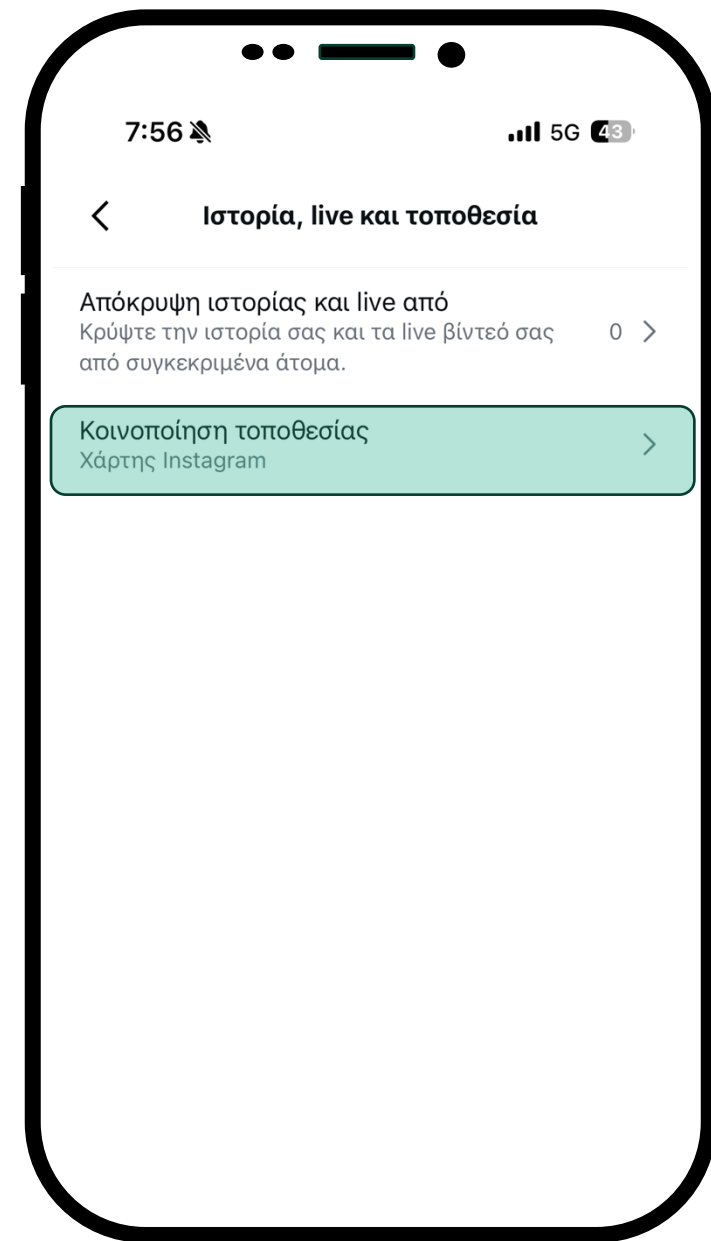 7:56 5G 43
Ιστορία, live και τοποθεσία
Απόκρυψη ιστορίας και live από
Κρύψτε την ιστορία σας και τα live βίντεό σας 0
από συγκεκριμένα άτομα.
Κοινοποίηση τοποθεσίας
Χάρτης Instagram